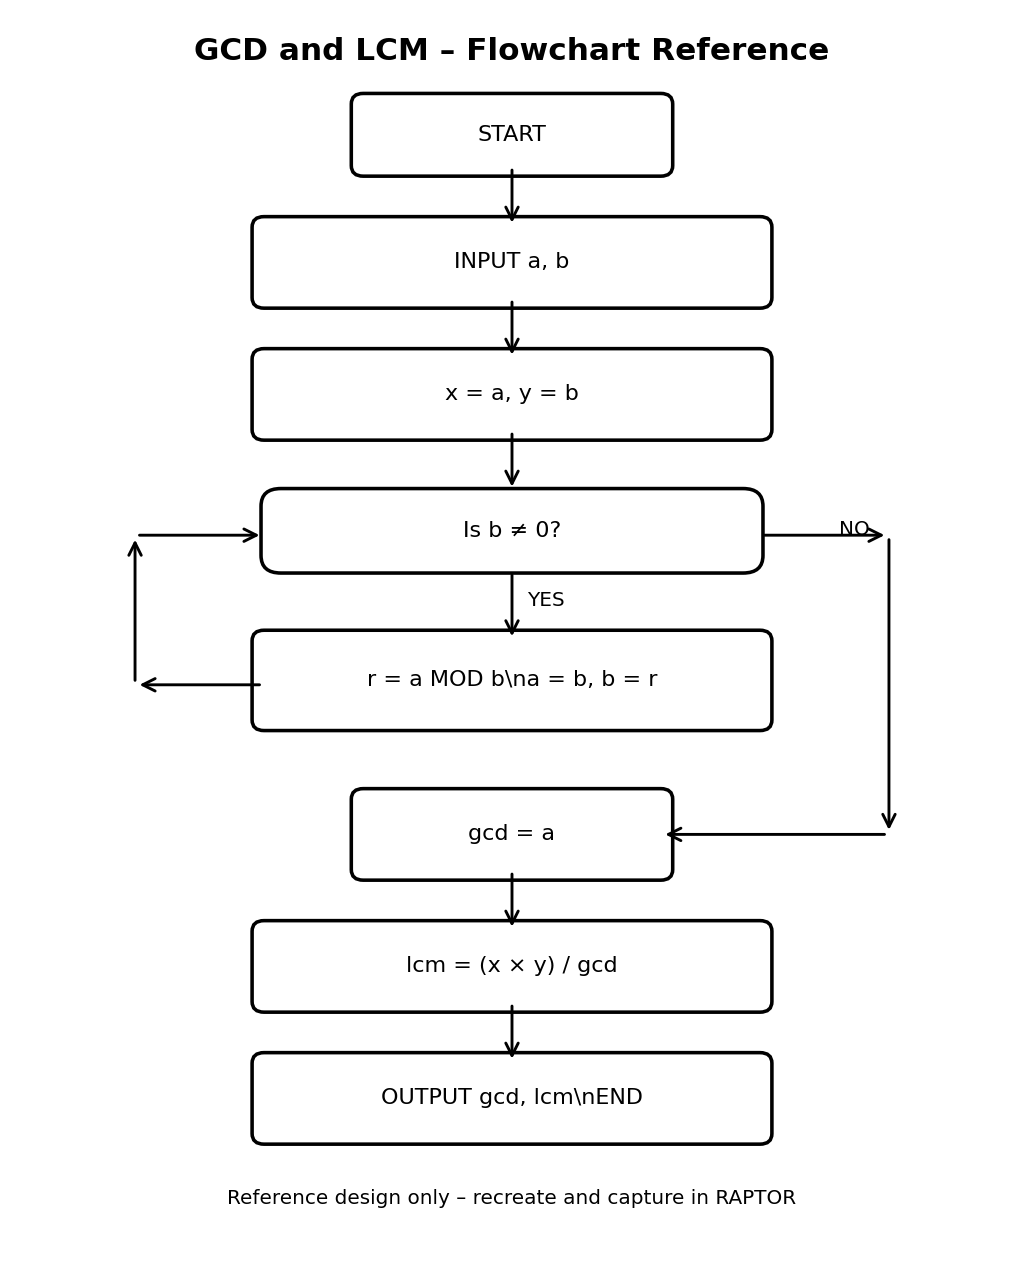 GCD and LCM – Flowchart Reference
START
INPUT a, b
x = a, y = b
Is b ≠ 0?
NO
YES
r = a MOD b\na = b, b = r
gcd = a
lcm = (x × y) / gcd
OUTPUT gcd, lcm\nEND
Reference design only – recreate and capture in RAPTOR